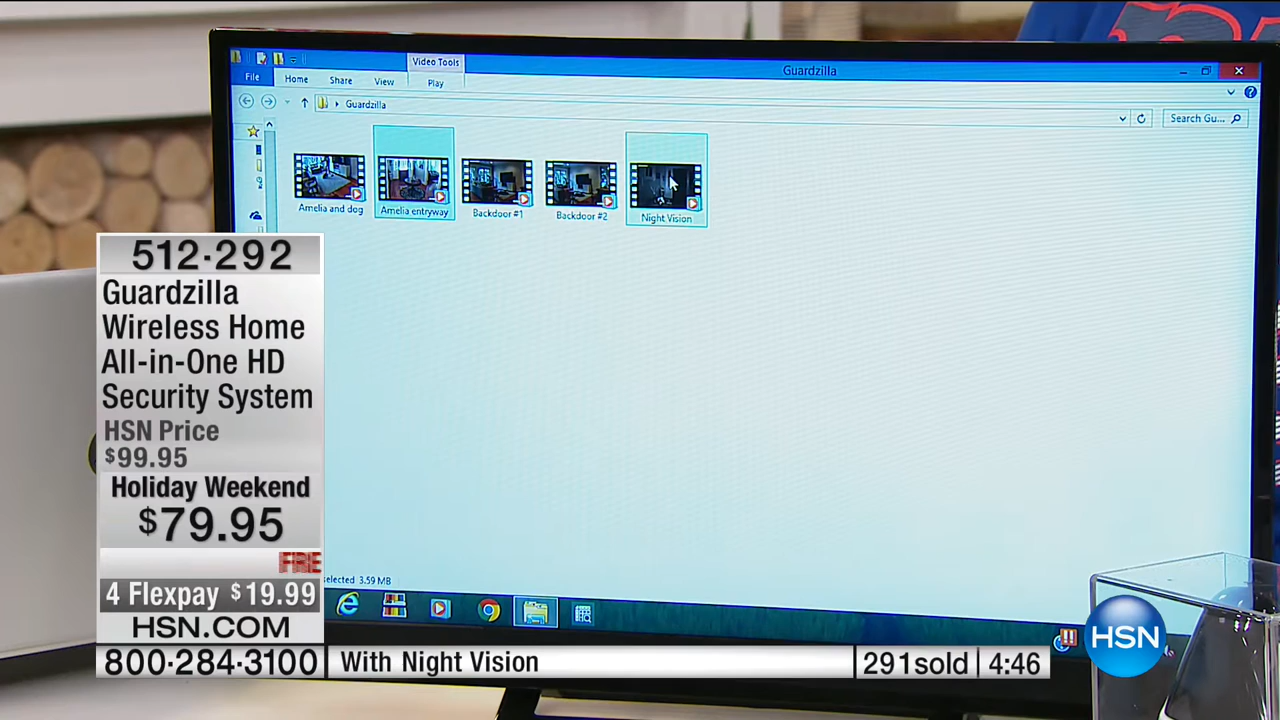 Video Tools
Guardzilla
File
Home
Share
View
Play
Guardzilla
Search Gu...
Amelia and dog
Amelia entryway
Backdoor #1
Backdoor #2
Night Vision
selected 3.59 MB
512-292
Guardzilla
Wireless Home
All-in-One HD
Security System
HSN Price
$99.95
Holiday Weekend
$79.95
FRE
4 Flexpay $19.99
HSN.COM
800·284·3100
With Night Vision
291sold
4:46
HSN